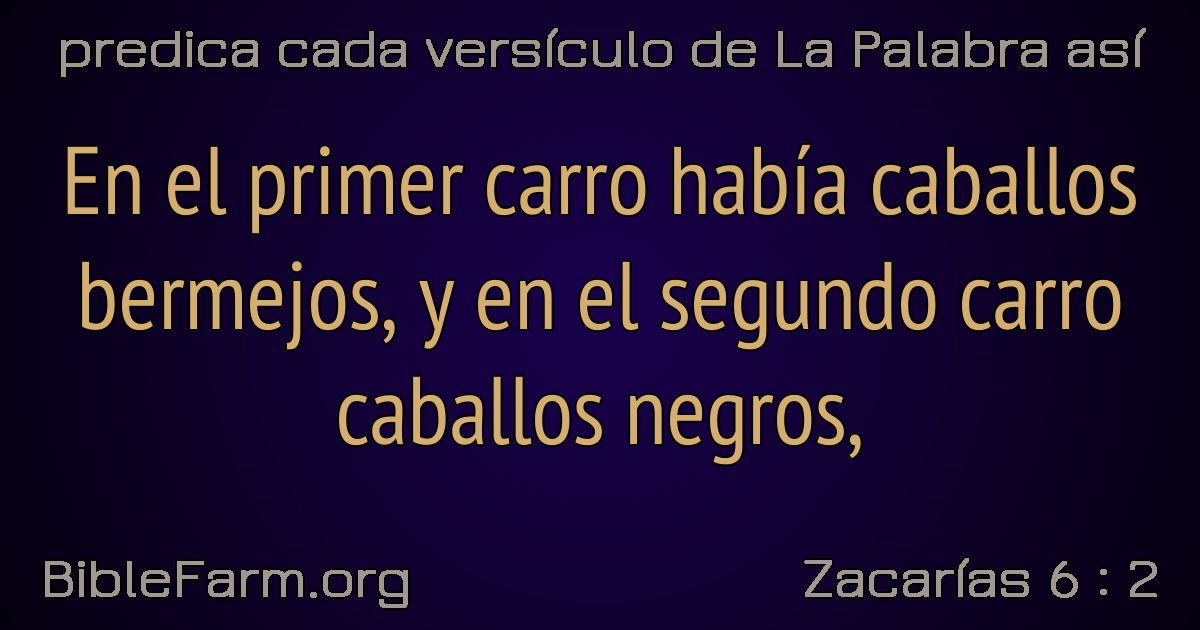 predica cada versículo de La Palabra así
En el primer carro había caballos
bermejos, y en el segundo carro
caballos negros,
BibleFarm.org
Zacarías 6 : 2